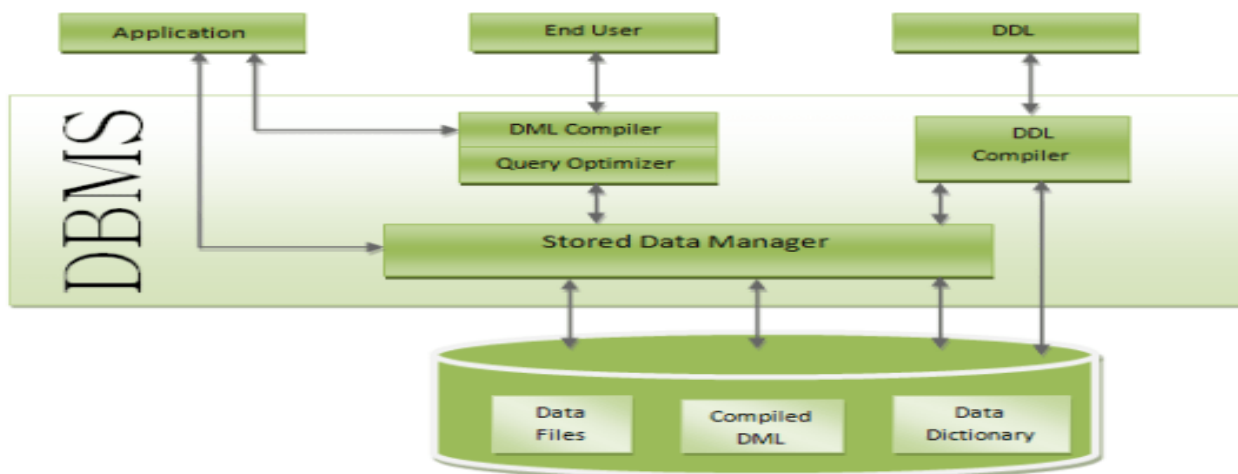 Application
End User
DDL
DBMS
DML Compiler
Query Optimizer
DDL
Compiler
Stored Data Manager
Data
Files
Compiled
DML
Data
Dictionary